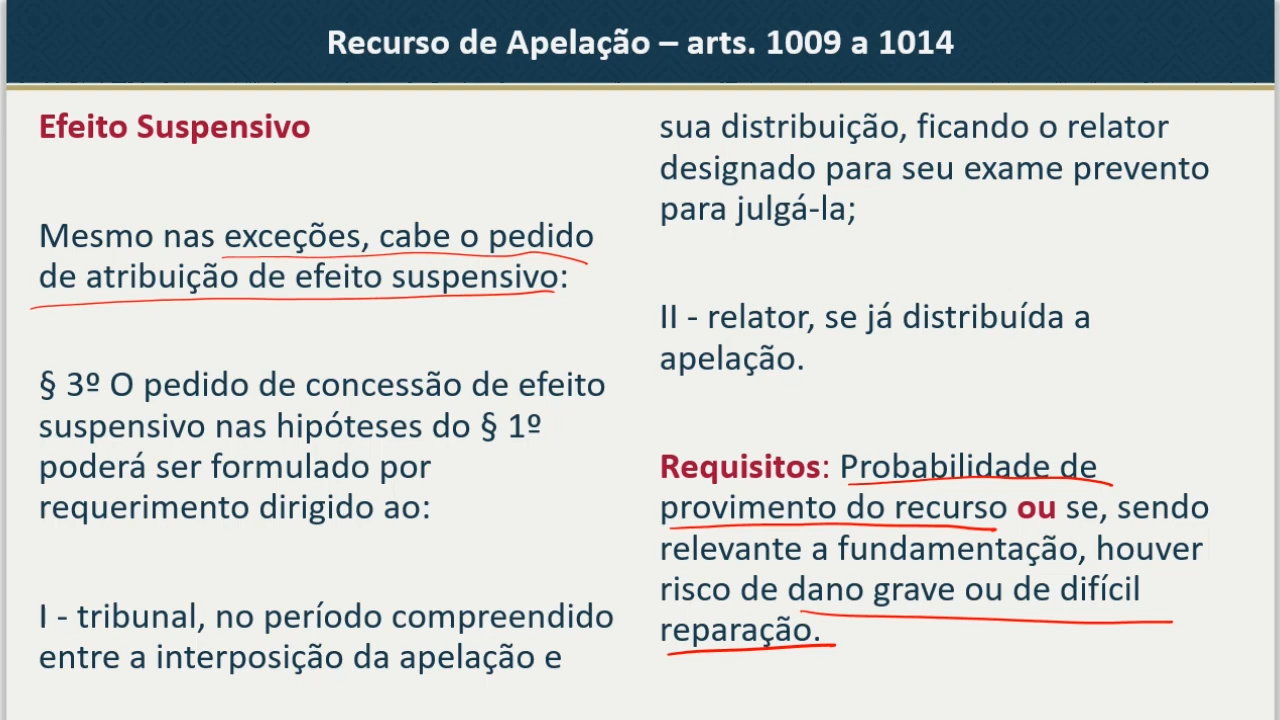 Recurso de Apelação – arts. 1009 a 1014
Efeito Suspensivo
Mesmo nas exceções, cabe o pedido
de atribuição de efeito suspensivo:
§ 3º O pedido de concessão de efeito
suspensivo nas hipóteses do § 1º
poderá ser formulado por
requerimento dirigido ao:
I - tribunal, no período compreendido
entre a interposição da apelação e
sua distribuição, ficando o relator
designado para seu exame prevento
para julgá-la;
II - relator, se já distribuída a
apelação.
Requisitos: Probabilidade de
provimento do recurso ou se, sendo
relevante a fundamentação, houver
risco de dano grave ou de difícil
reparação.